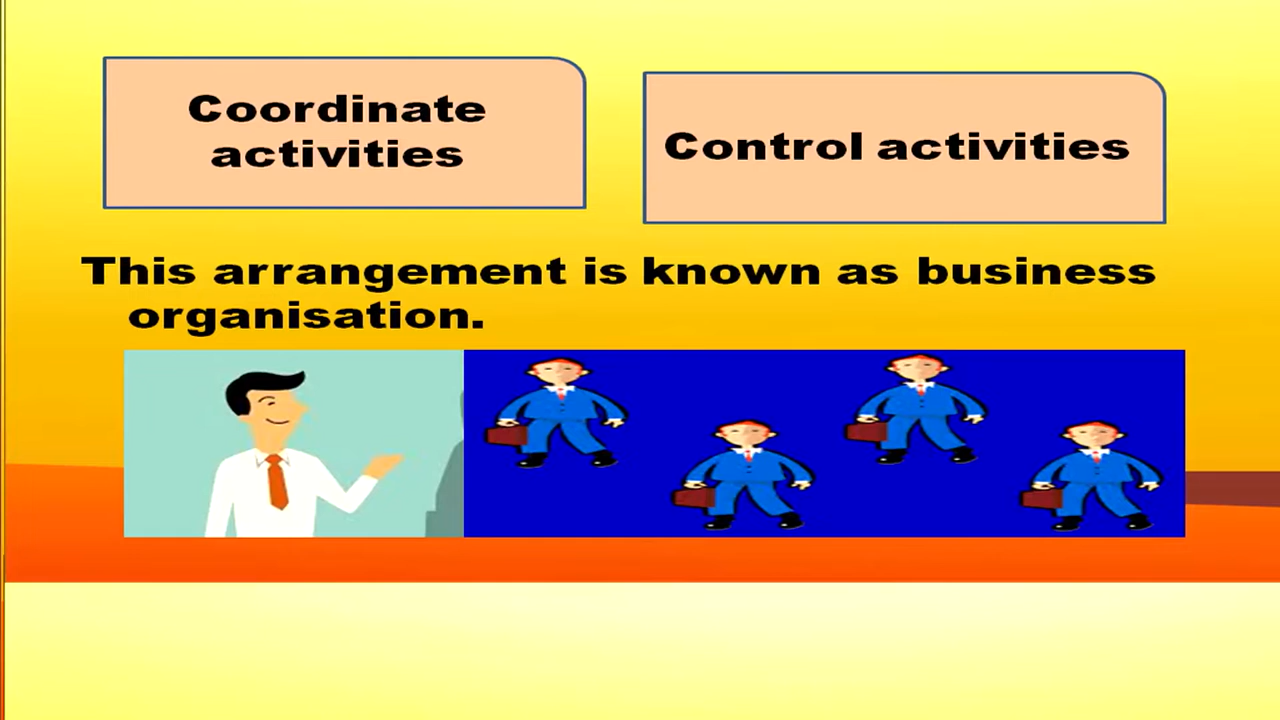 Coordinate
activities
Control activities
This arrangement is known as business
organisation.